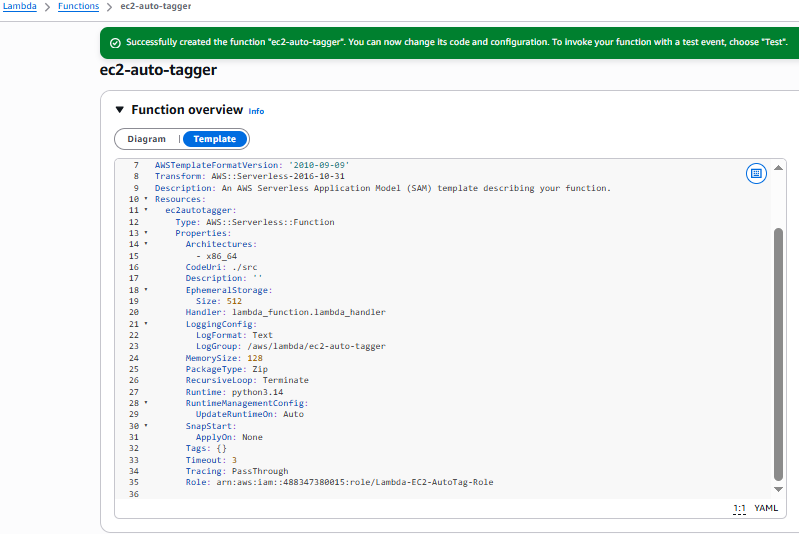 Lambda > Functions > ec2-auto-tagger
Successfully created the function "ec2-auto-tagger". You can now change its code and configuration. To invoke your function with a test event, choose "Test".
ec2-auto-tagger
Function overview Info
Diagram | Template
7 AWSTemplateFormatVersion: '2010-09-09'
8 Transform: AWS::Serverless-2016-10-31
9 Description: An AWS Serverless Application Model (SAM) template describing your function.
10 Resources:
11 ec2autotagger:
12 Type: AWS::Serverless::Function
13 Properties:
14 Architectures:
15 - x86_64
16 CodeUri: ./src
17 Description: ''
18 EphemeralStorage:
19 Size: 512
20 Handler: lambda_function.lambda_handler
21 LoggingConfig:
22 LogFormat: Text
23 LogGroup: /aws/lambda/ec2-auto-tagger
24 MemorySize: 128
25 PackageType: Zip
26 RecursiveLoop: Terminate
27 Runtime: python3.14
28 RuntimeManagementConfig:
29 UpdateRuntimeOn: Auto
30 SnapStart:
31 ApplyOn: None
32 Tags: {}
33 Timeout: 3
34 Tracing: PassThrough
35 Role: arn:aws:iam::488347380015:role/Lambda-EC2-AutoTag-Role
36
1:1 YAML